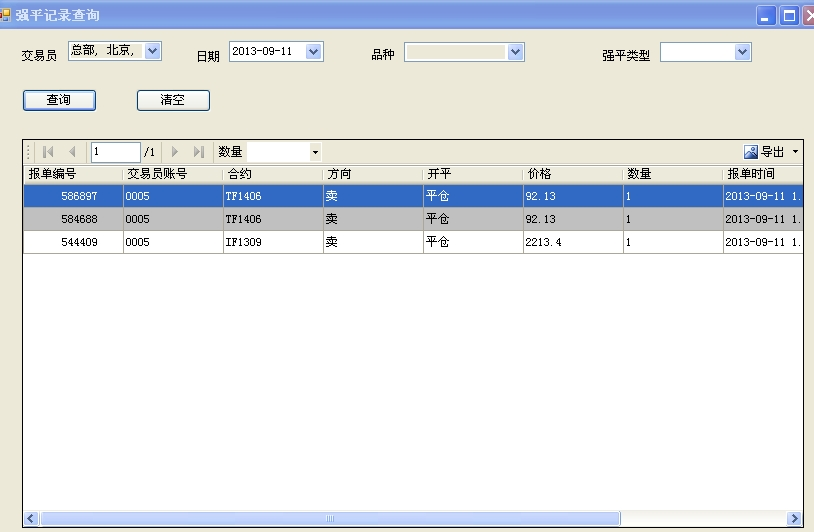 强平记录查询
交易员 总部, 北京, 日期 2013-09-11 品种 强平类型
查询 清空
1 /1 数量 导出
报单编号 交易员账号 合约 方向 开平 价格 数量 报单时间
586897 0005 TF1406 卖 平仓 92.13 1 2013-09-11 1.
584688 0005 TF1406 卖 平仓 92.13 1 2013-09-11 1.
544409 0005 IF1309 卖 平仓 2213.4 1 2013-09-11 1.